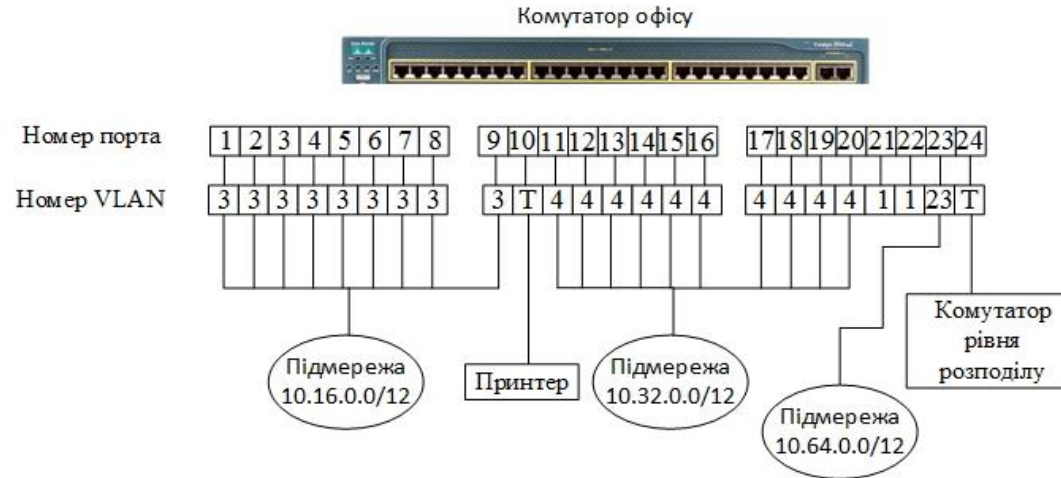 Комутатор офісу
Номер порта 1 2 3 4 5 6 7 8 9 10 11 12 13 14 15 16 17 18 19 20 21 22 23 24
Номер VLAN 3 3 3 3 3 3 3 3 3 T 4 4 4 4 4 4 4 4 4 4 1 1 23 T
Підмережа
10.16.0.0/12
Принтер
Підмережа
10.32.0.0/12
Комутатор
рівня
розподілу
Підмережа
10.64.0.0/12